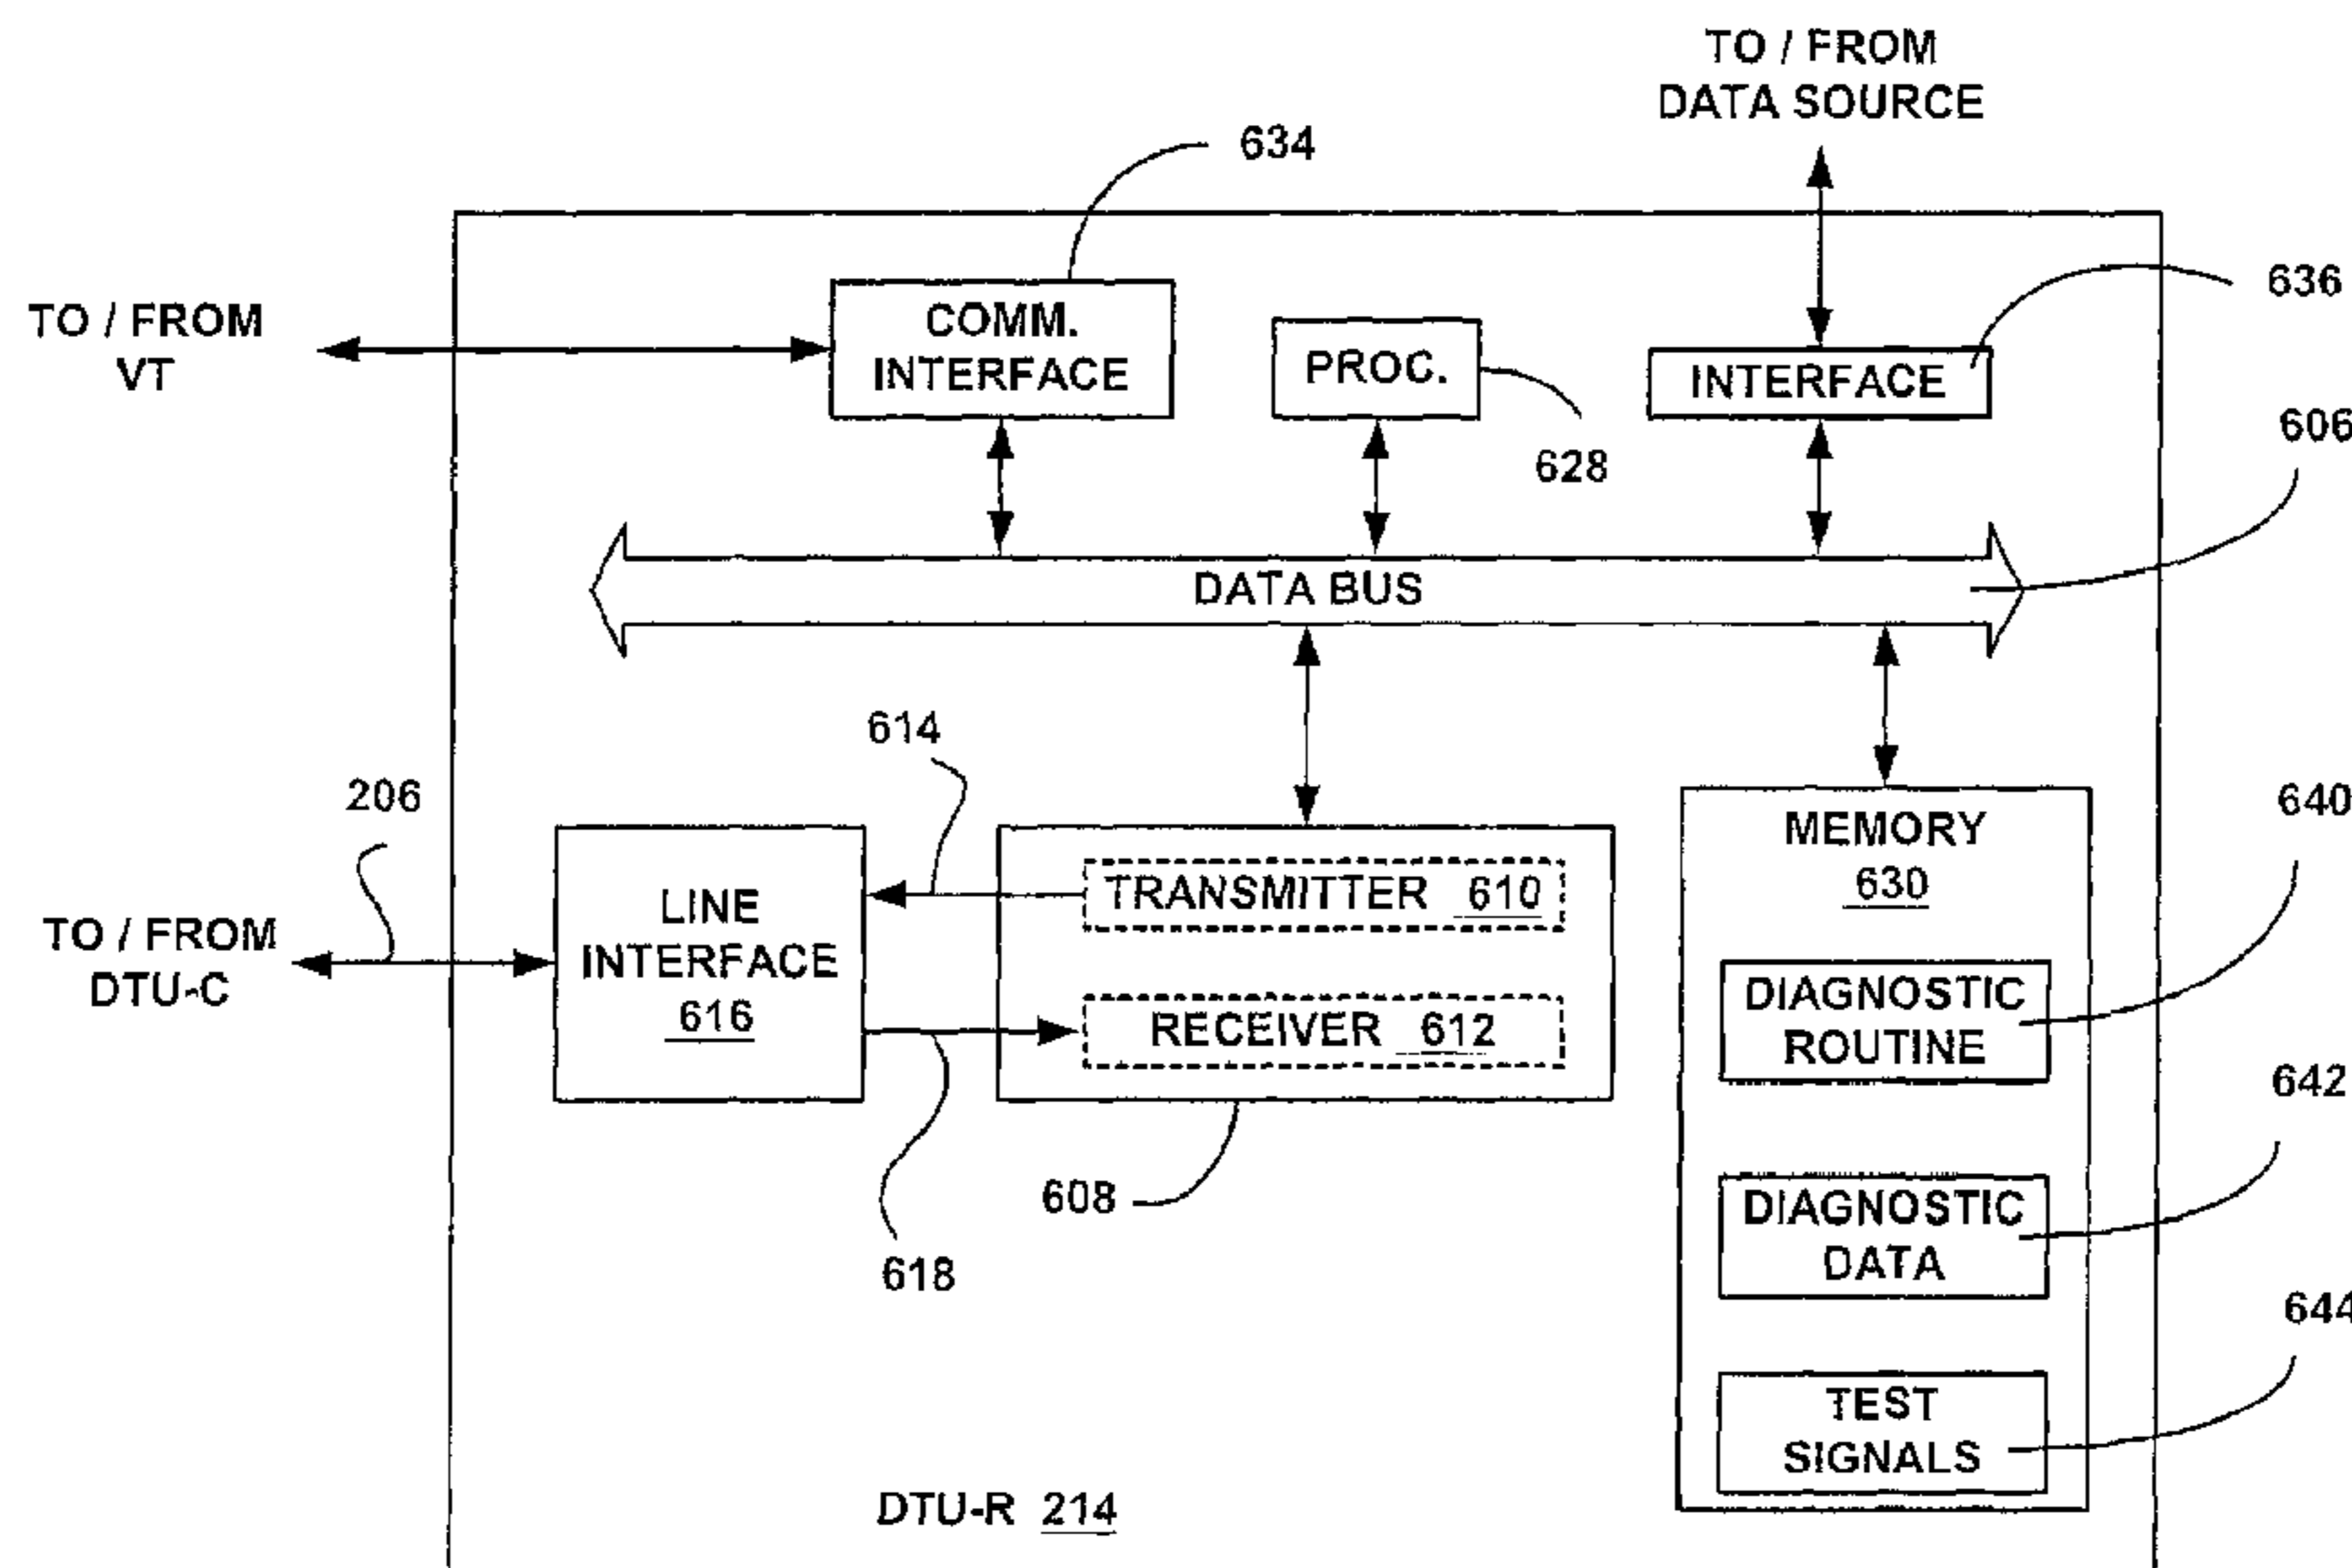 TO / FROM
DATA SOURCE
634
TO / FROM
VT
COMM.
INTERFACE
PROC.
INTERFACE
636
628
606
DATA BUS
614
206
640
LINE
INTERFACE
616
TRANSMITTER 610
RECEIVER 612
MEMORY
630
TO / FROM
DTU-C
DIAGNOSTIC
ROUTINE
642
608
618
DIAGNOSTIC
DATA
644
TEST
SIGNALS
DTU-R 214